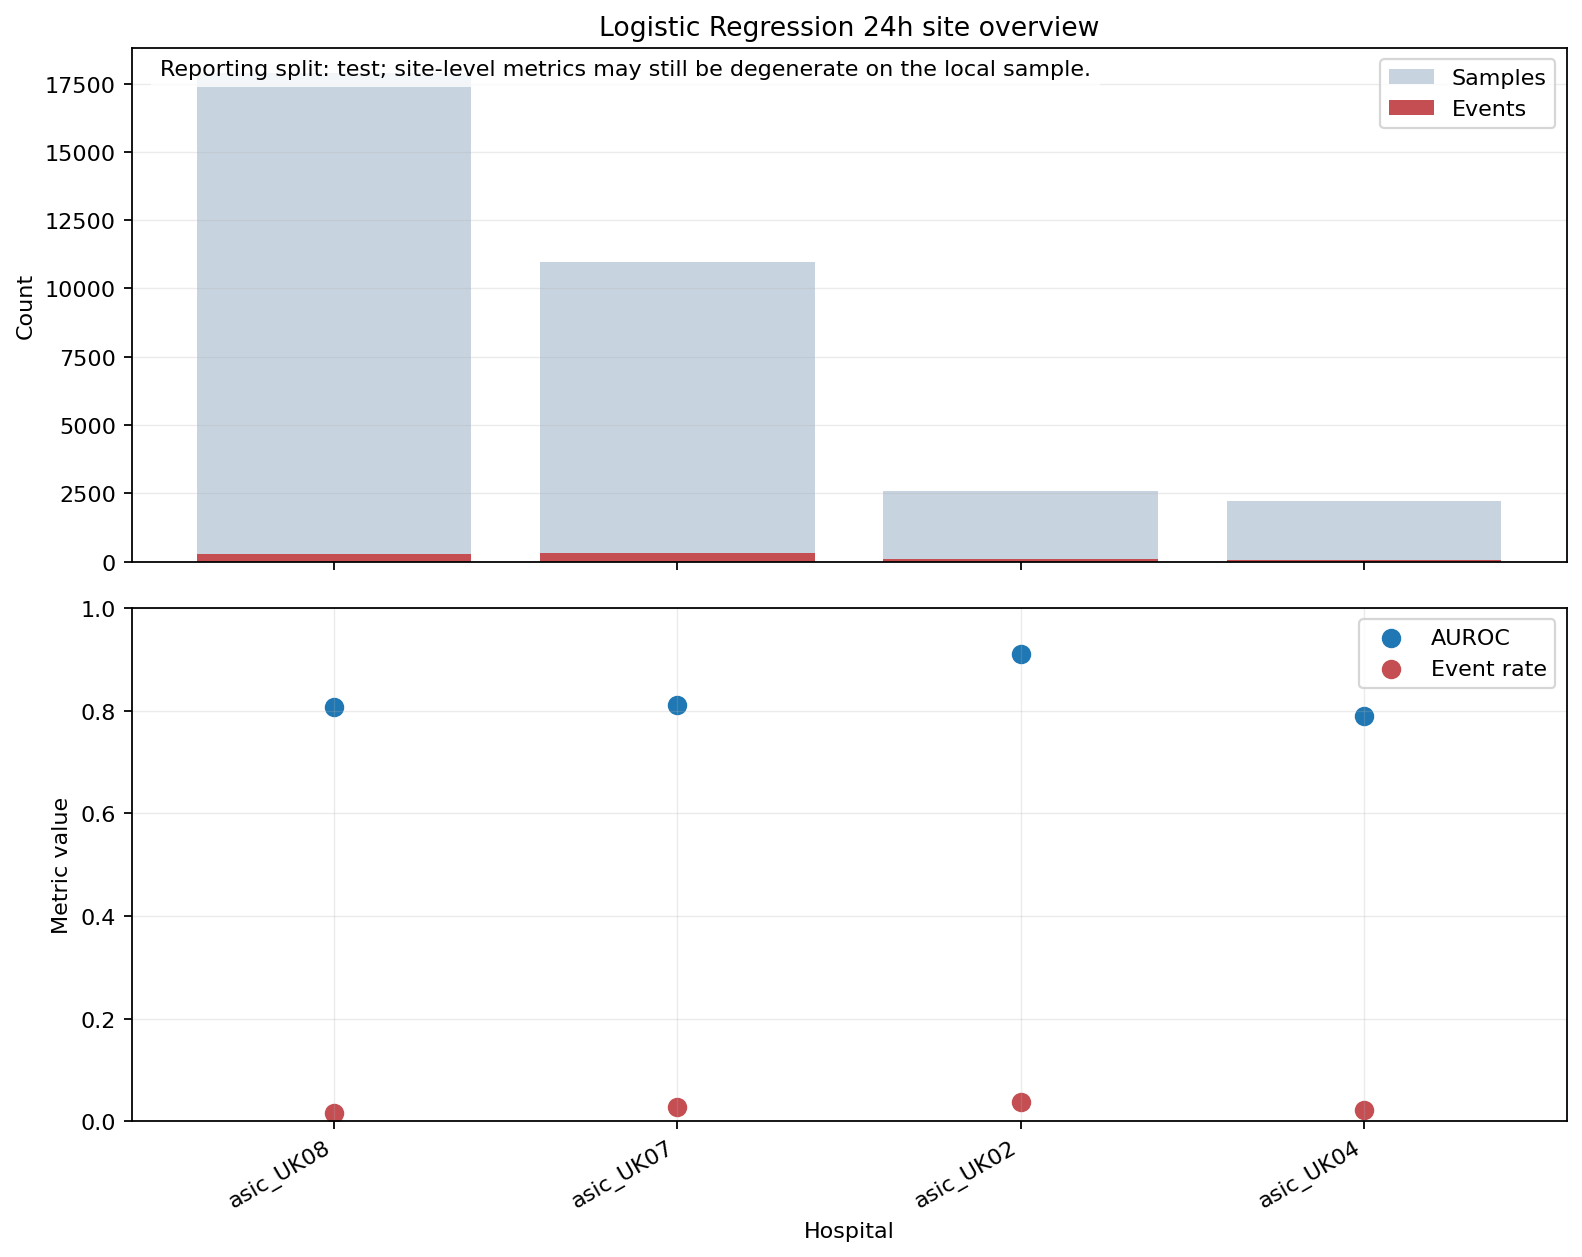 Logistic Regression 24h site overview
Reporting split: test; site-level metrics may still be degenerate on the local sample.
Samples
Events
17500
15000
12500
10000
7500
5000
2500
0
Count
AUROC
Event rate
1.0
0.8
0.6
0.4
0.2
0.0
Metric value
asic_UK08
asic_UK07
asic_UK02
asic_UK04
Hospital